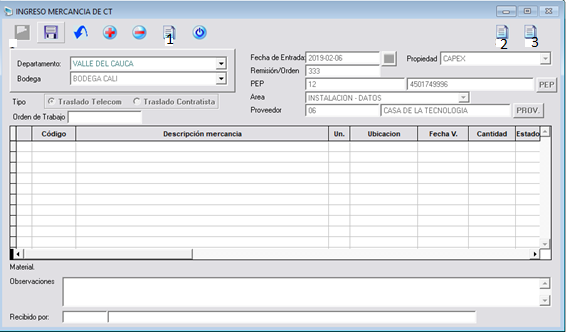 INGRESO MERCANCIA DE CT
1
2
3
Departamento: VALLE DEL CAUCA
Bodega BODEGA CALI
Tipo Traslado Telecom Traslado Contratista
Orden de Trabajo
Fecha de Entrada: 2019-02-06 Propiedad CAPEX
Remisión/Orden 333
PEP 12 4501749996 PEP
Area INSTALACION - DATOS
Proveedor 06 CASA DE LA TECNOLOGIA PROV.
Código Descripción mercancia Un. Ubicacion Fecha V. Cantidad Estado
Material.
Observaciones
Recibido por: